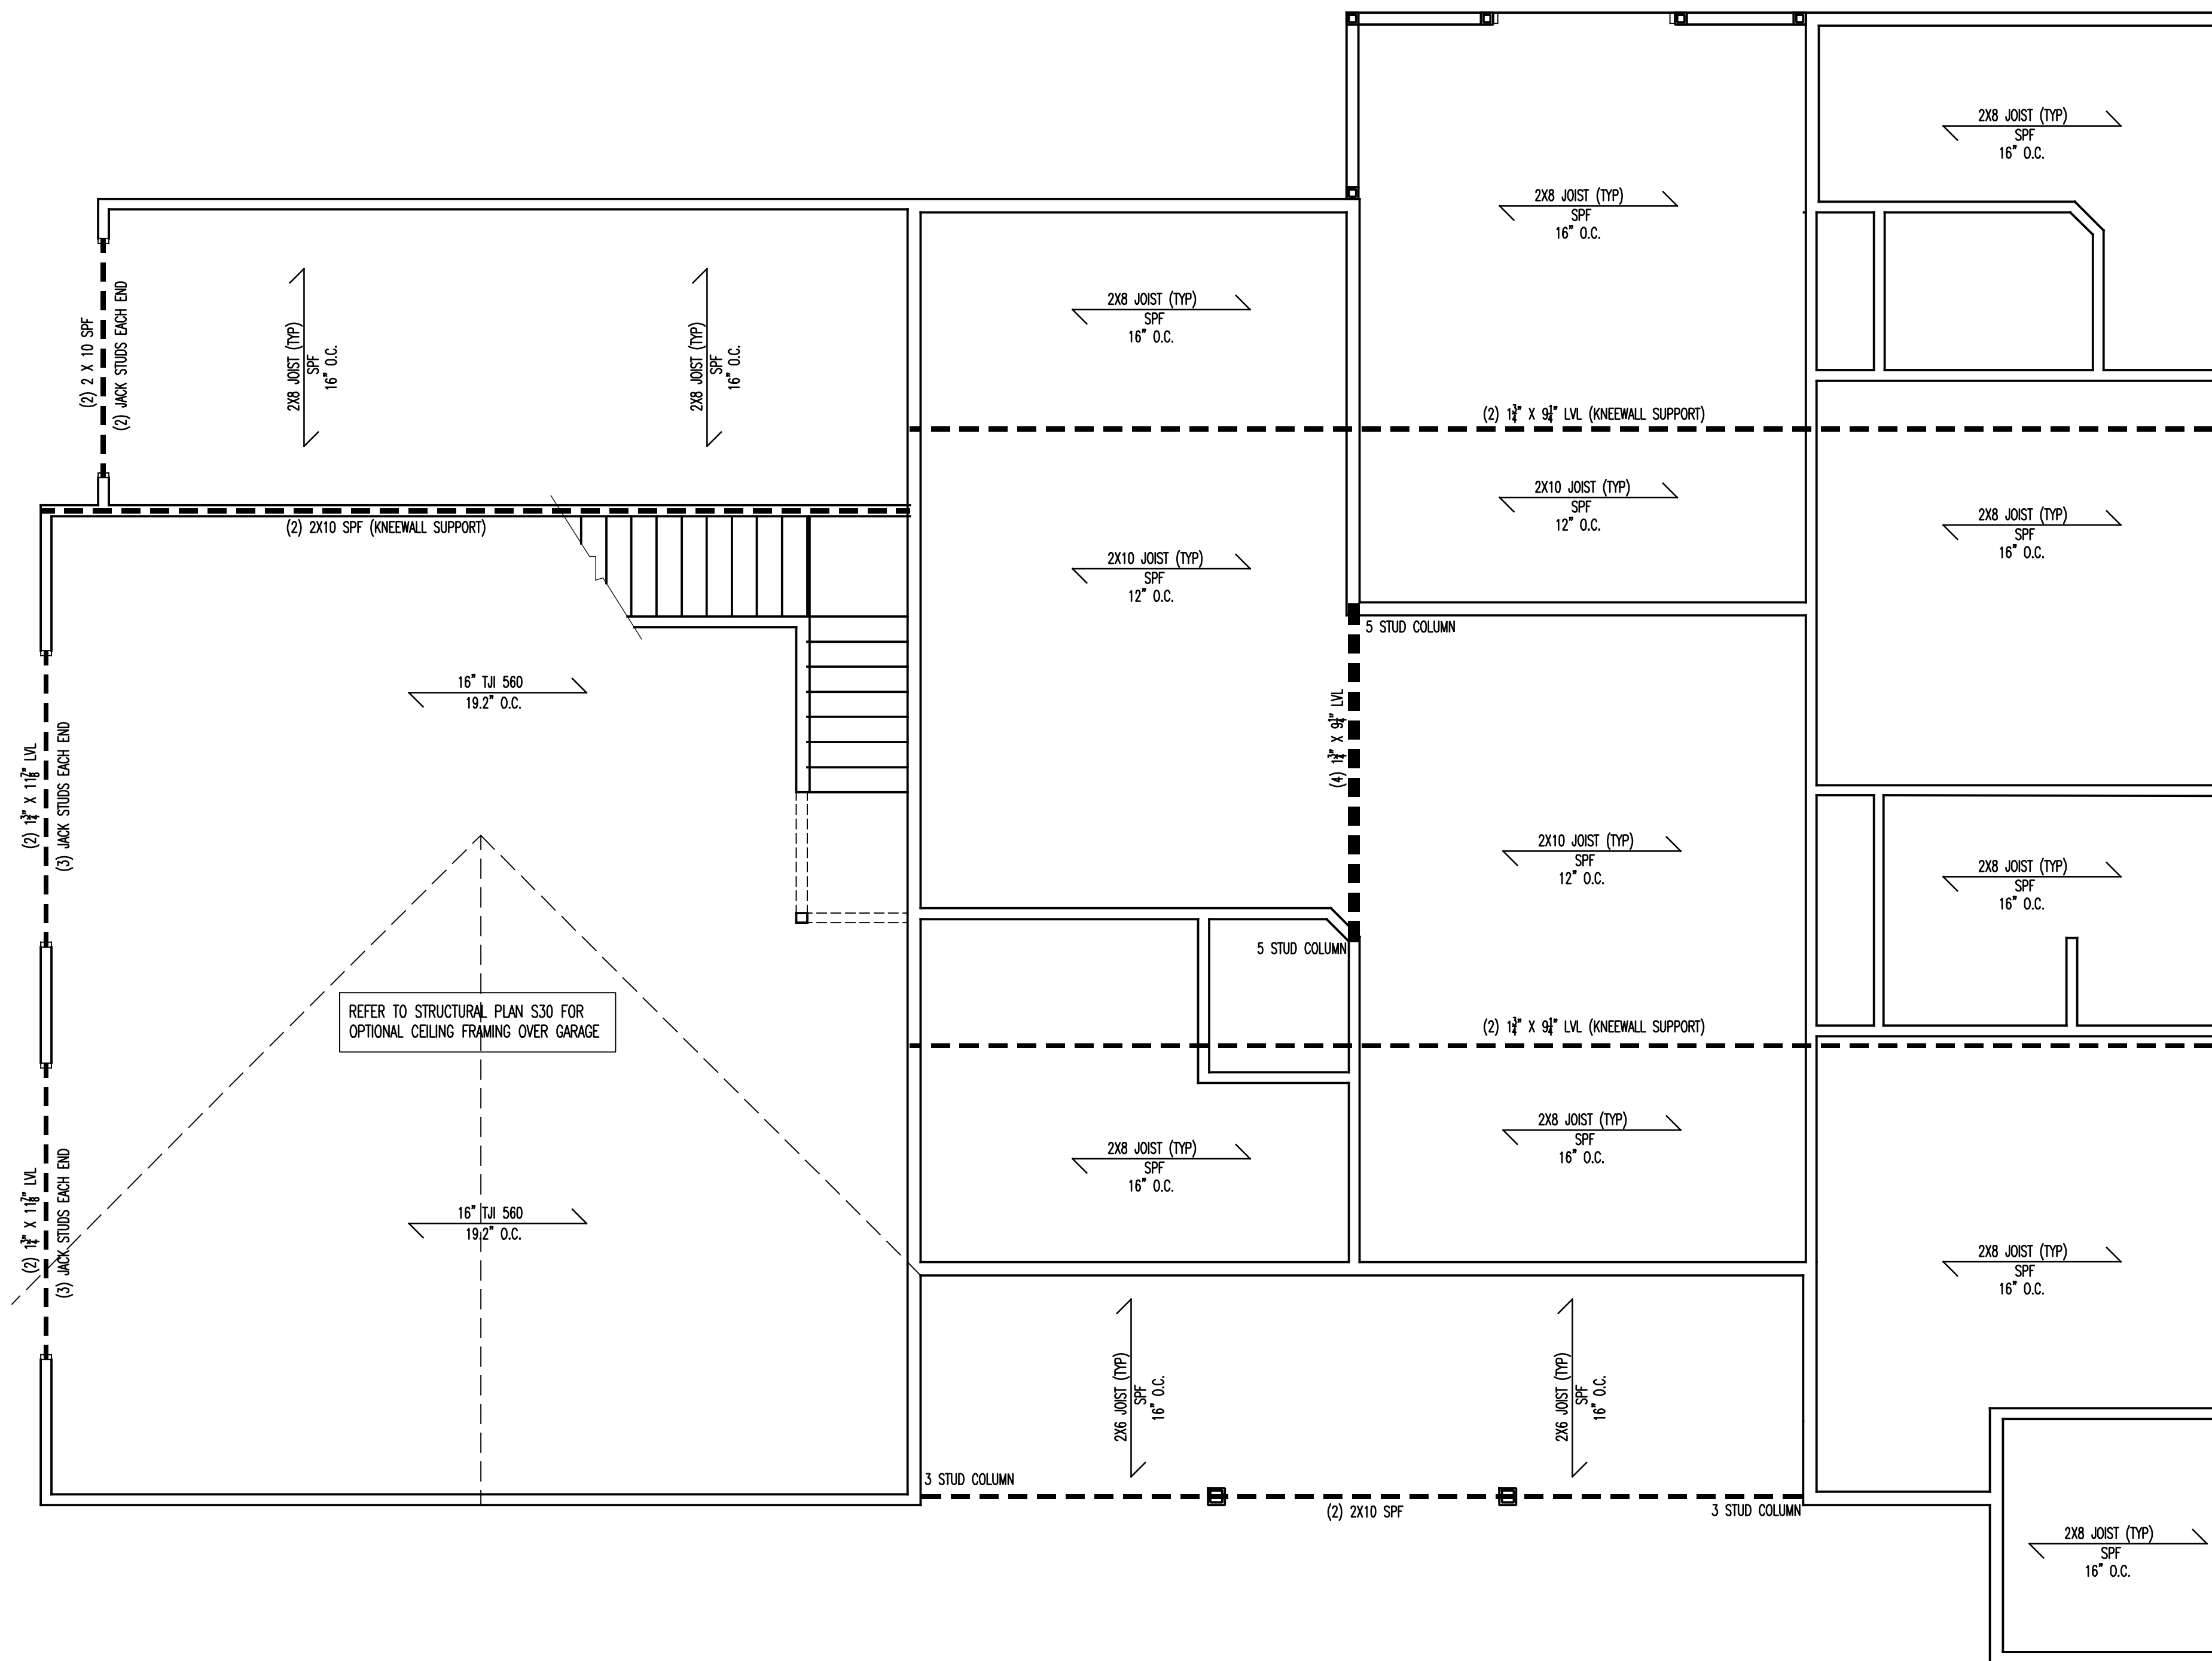 2X8 JOIST (TYP)
SPF
16" O.C.
2X8 JOIST (TYP)
SPF
16" O.C.
(2) 2 X 10 SPF
(2) JACK STUDS EACH END
2X8 JOIST (TYP)
SPF
16" O.C.
2X8 JOIST (TYP)
SPF
16" O.C.
2X8 JOIST (TYP)
SPF
16" O.C.
(2) 1¾" X 9¼" LVL (KNEEWALL SUPPORT)
2X10 JOIST (TYP)
SPF
12" O.C.
2X8 JOIST (TYP)
SPF
16" O.C.
(2) 2X10 SPF (KNEEWALL SUPPORT)
2X10 JOIST (TYP)
SPF
12" O.C.
5 STUD COLUMN
16" TJI 560
19.2" O.C.
(2) 1¾" X 11⅞" LVL
(3) JACK STUDS EACH END
(4) 1¾" X 9¼" LVL
2X10 JOIST (TYP)
SPF
12" O.C.
2X8 JOIST (TYP)
SPF
16" O.C.
5 STUD COLUMN
REFER TO STRUCTURAL PLAN S30 FOR
OPTIONAL CEILING FRAMING OVER GARAGE
(2) 1¾" X 9¼" LVL (KNEEWALL SUPPORT)
2X8 JOIST (TYP)
SPF
16" O.C.
2X8 JOIST (TYP)
SPF
16" O.C.
(2) 1¾" X 11⅞" LVL
(3) JACK STUDS EACH END
16" TJI 560
19.2" O.C.
2X8 JOIST (TYP)
SPF
16" O.C.
2X6 JOIST (TYP)
SPF
16" O.C.
2X6 JOIST (TYP)
SPF
16" O.C.
3 STUD COLUMN
(2) 2X10 SPF
3 STUD COLUMN
2X8 JOIST (TYP)
SPF
16" O.C.